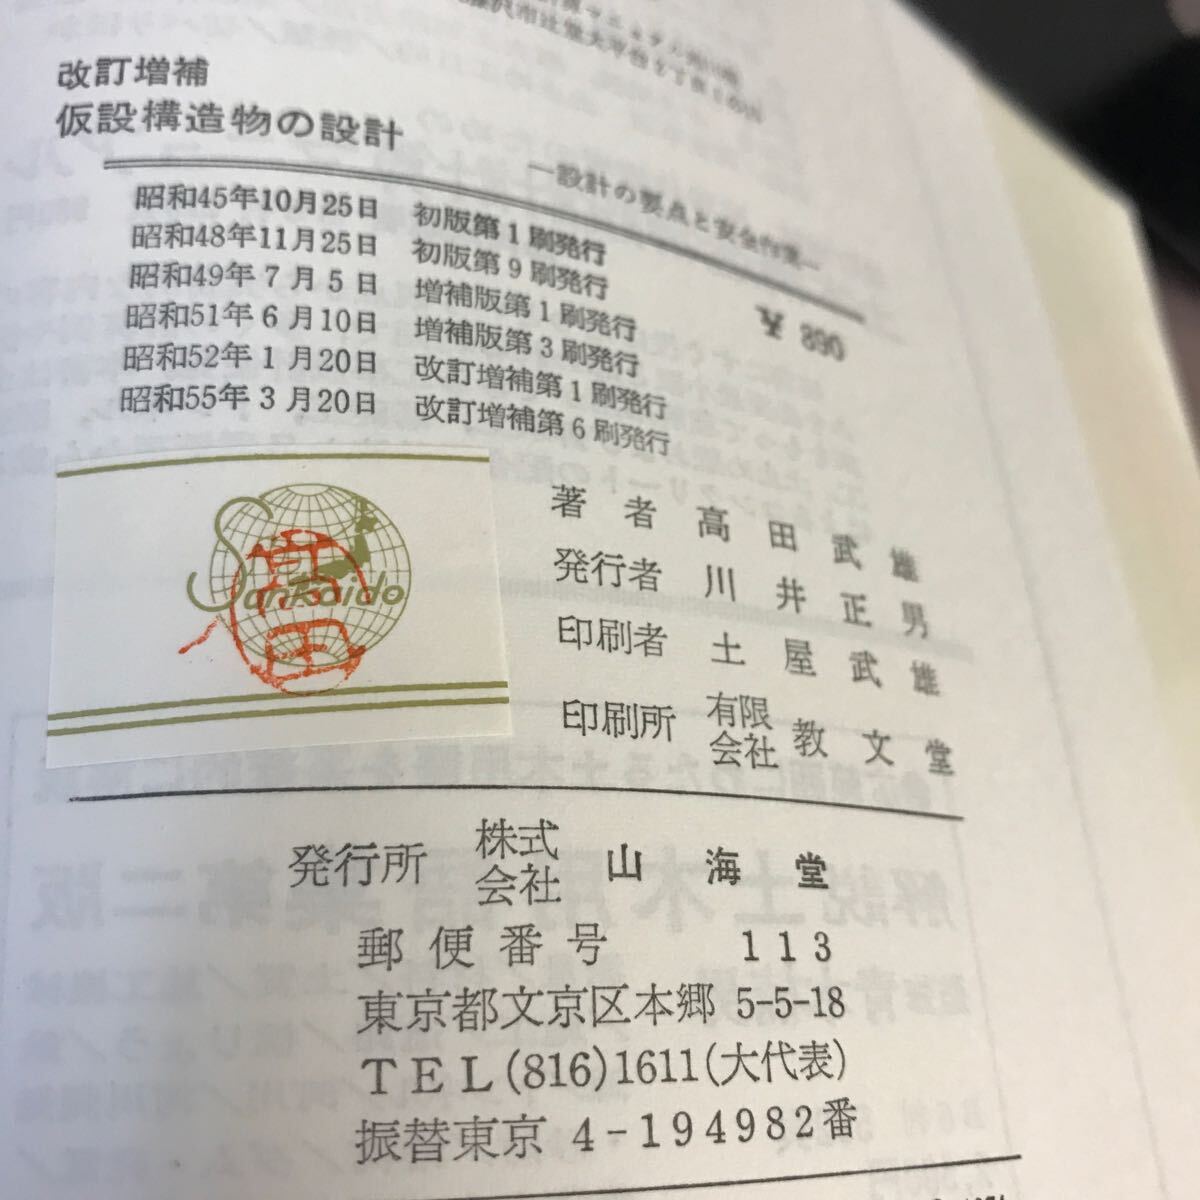 改訂増補
仮設構造物の設計
―設計の要点と安全作業―
昭和45年10月25日 初版第1刷発行
昭和48年11月25日 初版第9刷発行
昭和49年7月5日 増補版第1刷発行
昭和51年6月10日 増補版第3刷発行
昭和52年1月20日 改訂増補第1刷発行
昭和55年3月20日 改訂増補第6刷発行
890
Sankaido
高田
著者 高田武雄
発行者 川井正男
印刷者 土屋武雄
印刷所 有限会社 教文堂
発行所 株式会社 山海堂
郵便番号 113
東京都文京区本郷 5-5-18
TEL(816)1611(大代表)
振替東京 4-194982番